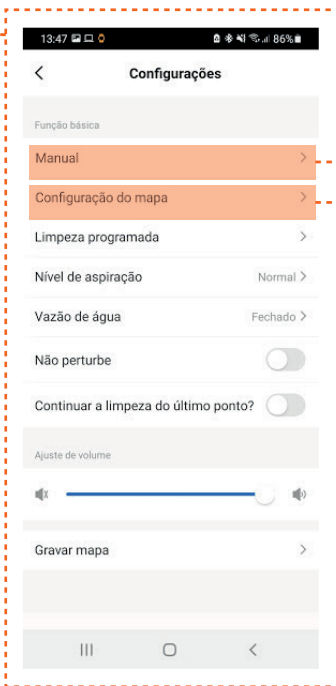 13:47 86%
Configurações
Função básica
Manual
Configuração do mapa
Limpeza programada
Nível de aspiração Normal
Vazão de água Fechado
Não perturbe
Continuar a limpeza do último ponto?
Ajuste de volume
Gravar mapa